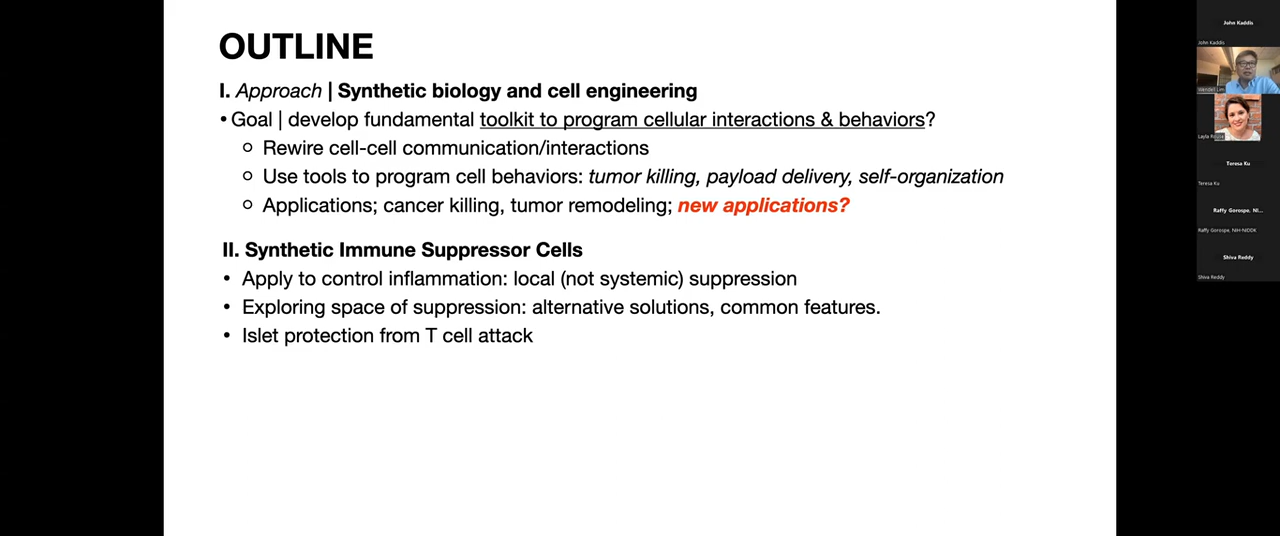 OUTLINE
I. Approach | Synthetic biology and cell engineering
• Goal | develop fundamental toolkit to program cellular interactions & behaviors?
Rewire cell-cell communication/interactions
Use tools to program cell behaviors: tumor killing, payload delivery, self-organization
Applications; cancer killing, tumor remodeling; new applications?
II. Synthetic Immune Suppressor Cells
• Apply to control inflammation: local (not systemic) suppression
• Exploring space of suppression: alternative solutions, common features.
• Islet protection from T cell attack
John Kaddis
John Kaddis
Wendell Lim
Layla
Teresa Ku
Teresa Ku
Raffy Gorospe, NI...
Raffy Gorospe, NIH-NIDDK
Shiva Reddy
Shiva Reddy